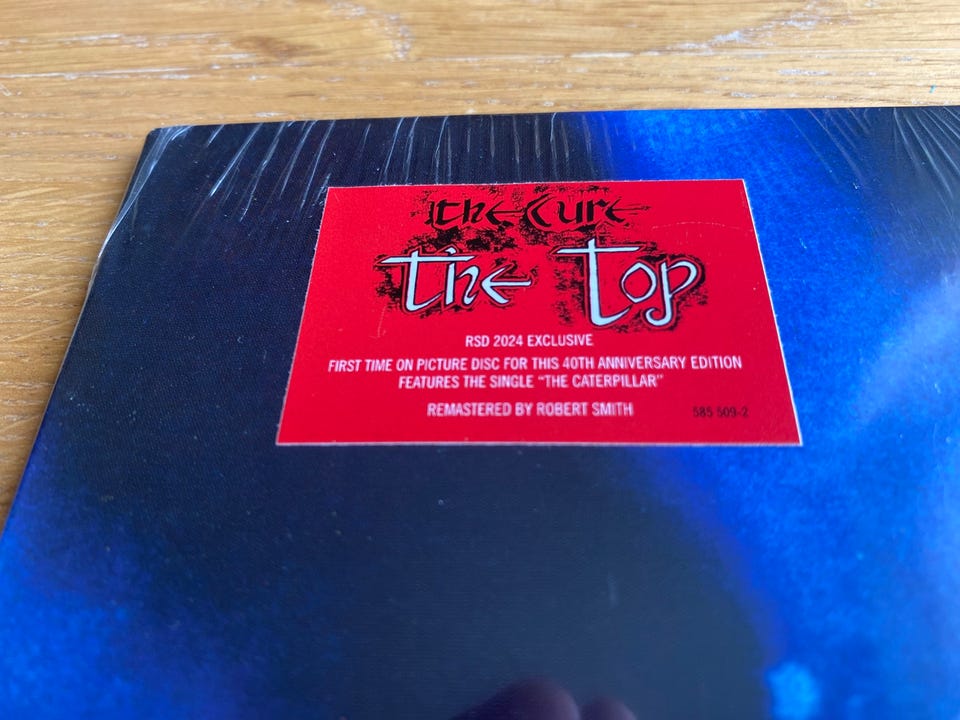 the Cure
the top
RSD 2024 EXCLUSIVE
FIRST TIME ON PICTURE DISC FOR THIS 40TH ANNIVERSARY EDITION
FEATURES THE SINGLE "THE CATERPILLAR"
REMASTERED BY ROBERT SMITH 585 509-2